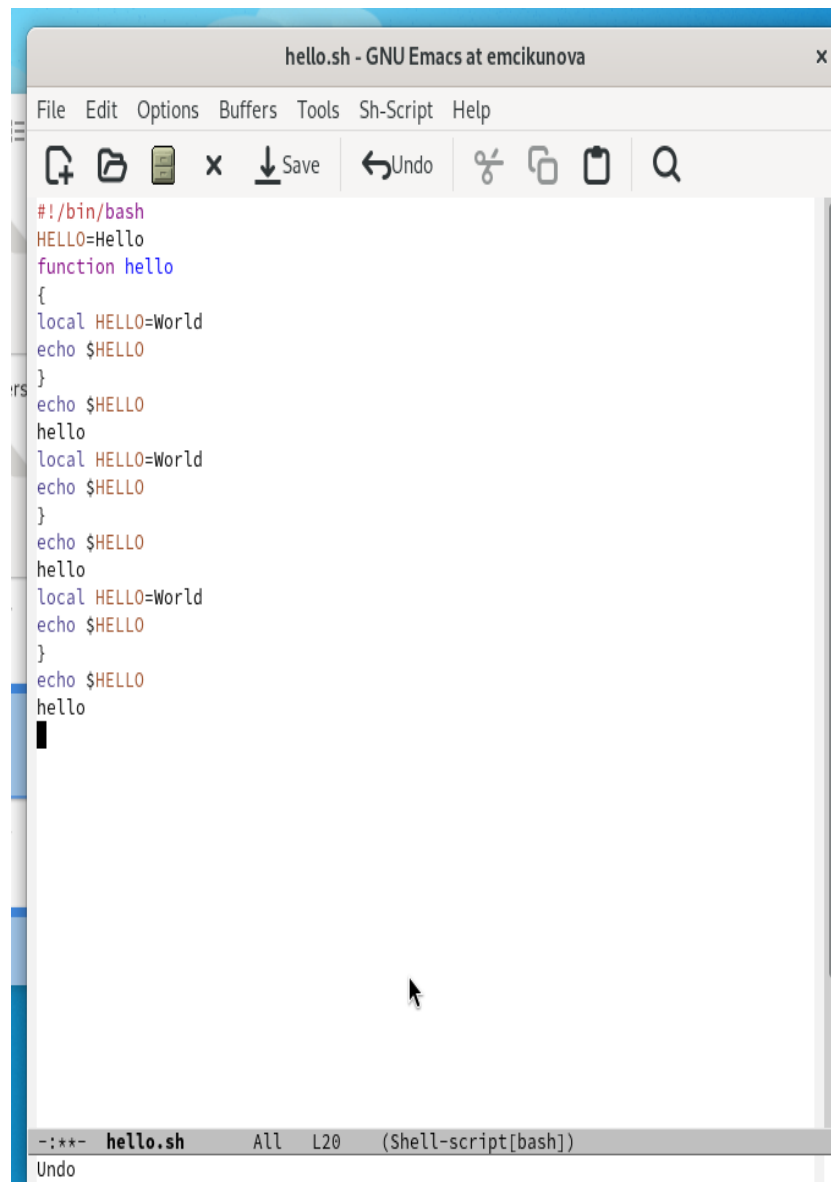 hello.sh - GNU Emacs at emcikunova x
File Edit Options Buffers Tools Sh-Script Help
Save Undo
#!/bin/bash
HELLO=Hello
function hello
{
local HELLO=World
echo $HELLO
}
echo $HELLO
hello
local HELLO=World
echo $HELLO
}
echo $HELLO
hello
local HELLO=World
echo $HELLO
}
echo $HELLO
hello
-:**- hello.sh All L20 (Shell-script[bash])
Undo